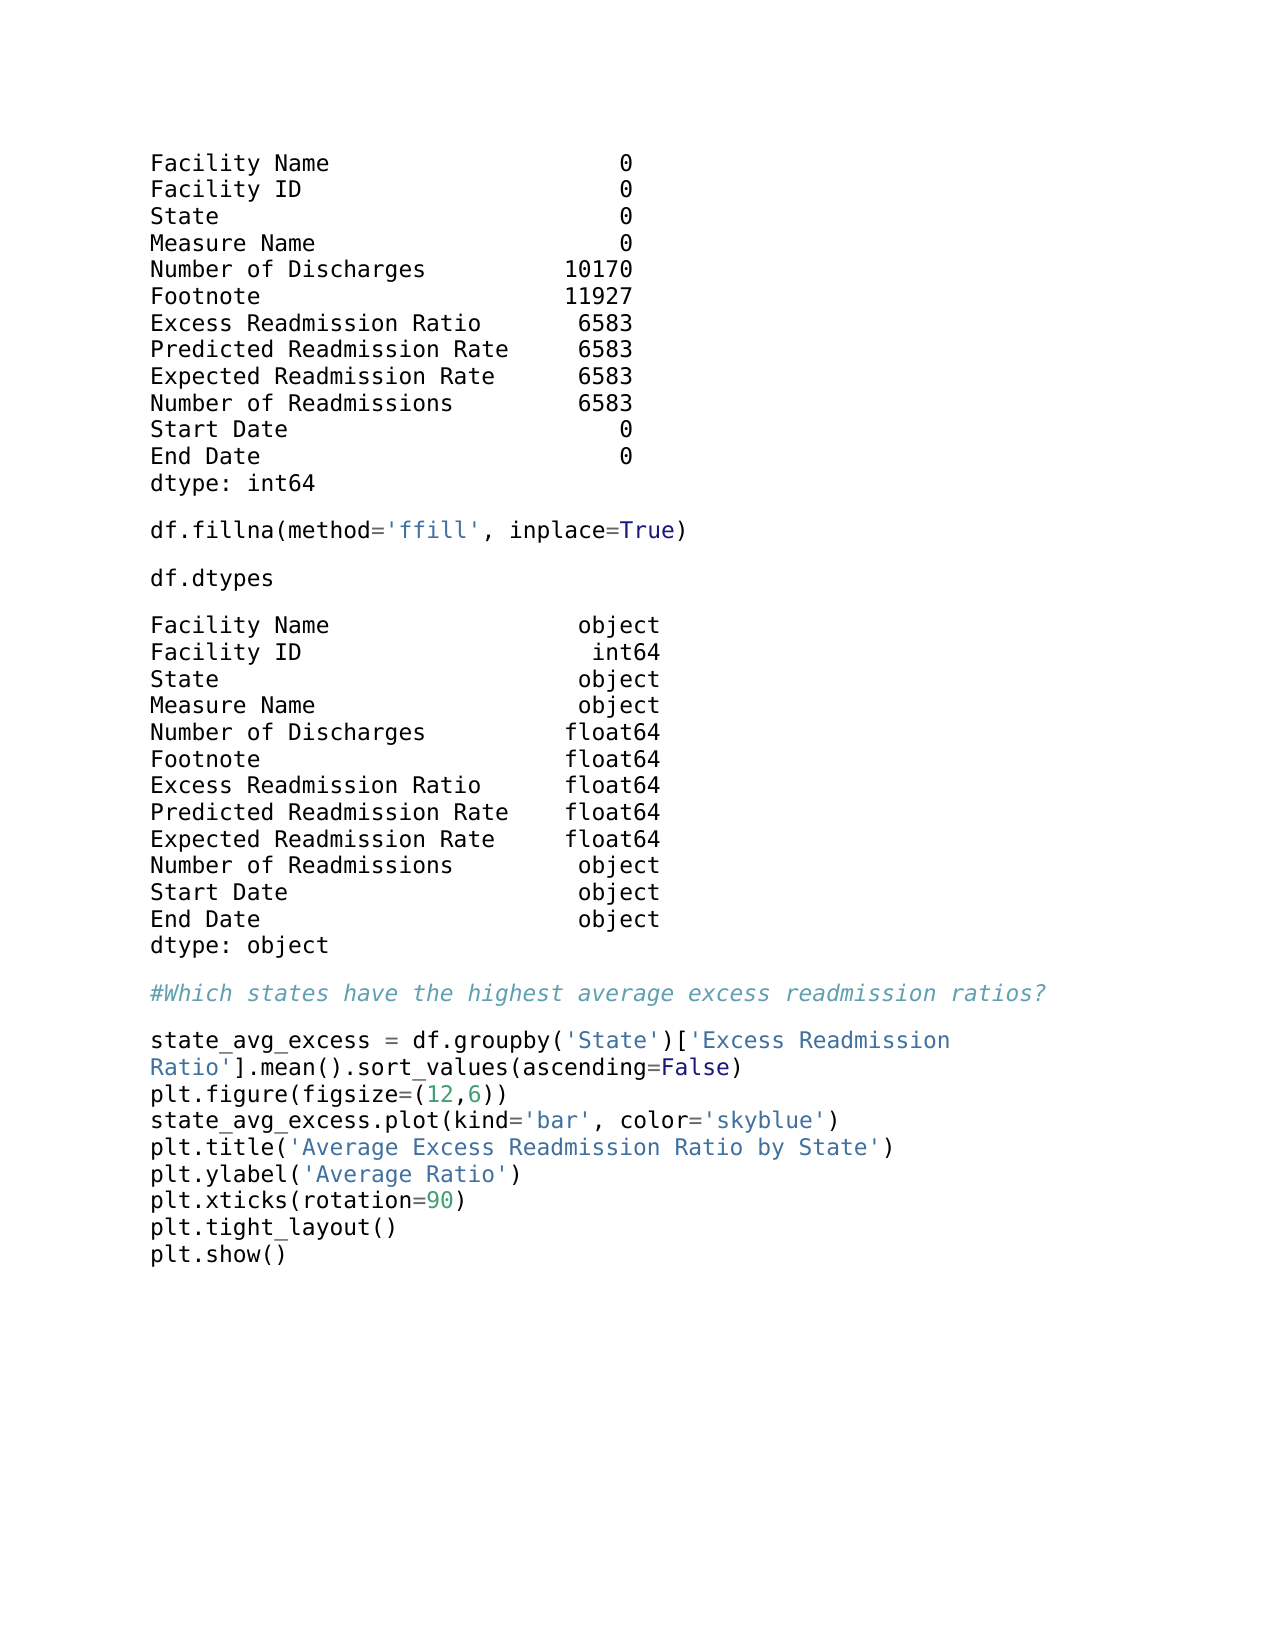 Facility Name                     0
Facility ID                       0
State                             0
Measure Name                      0
Number of Discharges          10170
Footnote                      11927
Excess Readmission Ratio       6583
Predicted Readmission Rate     6583
Expected Readmission Rate      6583
Number of Readmissions         6583
Start Date                        0
End Date                          0
dtype: int64
df.fillna(method='ffill', inplace=True)
df.dtypes
Facility Name                  object
Facility ID                     int64
State                          object
Measure Name                   object
Number of Discharges          float64
Footnote                      float64
Excess Readmission Ratio      float64
Predicted Readmission Rate    float64
Expected Readmission Rate     float64
Number of Readmissions         object
Start Date                     object
End Date                       object
dtype: object
#Which states have the highest average excess readmission ratios?
state_avg_excess = df.groupby('State')['Excess Readmission
Ratio'].mean().sort_values(ascending=False)
plt.figure(figsize=(12,6))
state_avg_excess.plot(kind='bar', color='skyblue')
plt.title('Average Excess Readmission Ratio by State')
plt.ylabel('Average Ratio')
plt.xticks(rotation=90)
plt.tight_layout()
plt.show()